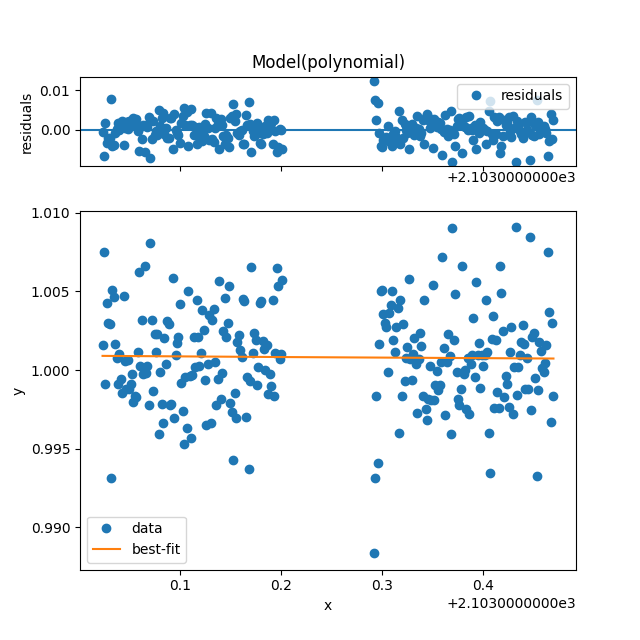 Model(polynomial)
0.01
0.00
residuals
residuals
+2.1030000000e3
1.010
1.005
1.000
0.995
0.990
y
data
best-fit
0.1 0.2 0.3 0.4
x
+2.1030000000e3